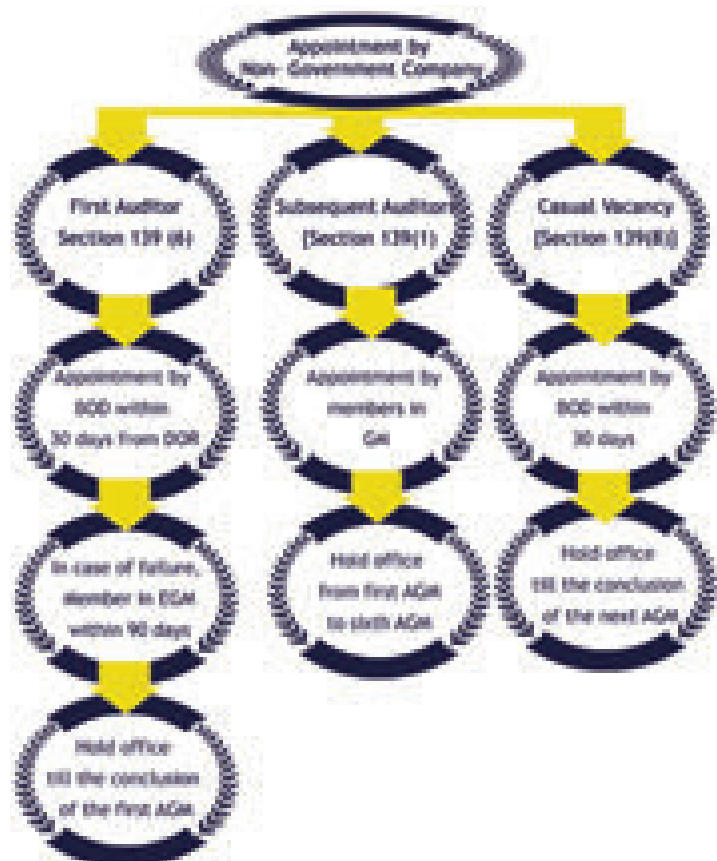 Appointment by
Non- Government Company
First Auditor
Section 139 (6)
Appointment by
BOD within
30 days from DOR
In case of failure,
Member in EGM
within 90 days
Hold office
till the conclusion
of the first AGM
Subsequent Auditor
[Section 139(1)
Appointment by
members in
GM
Hold office
from first AGM
to sixth AGM
Casual Vacancy
[Section 139(8)]
Appointment by
BOD within
30 days
Hold office
till the conclusion
of the next AGM